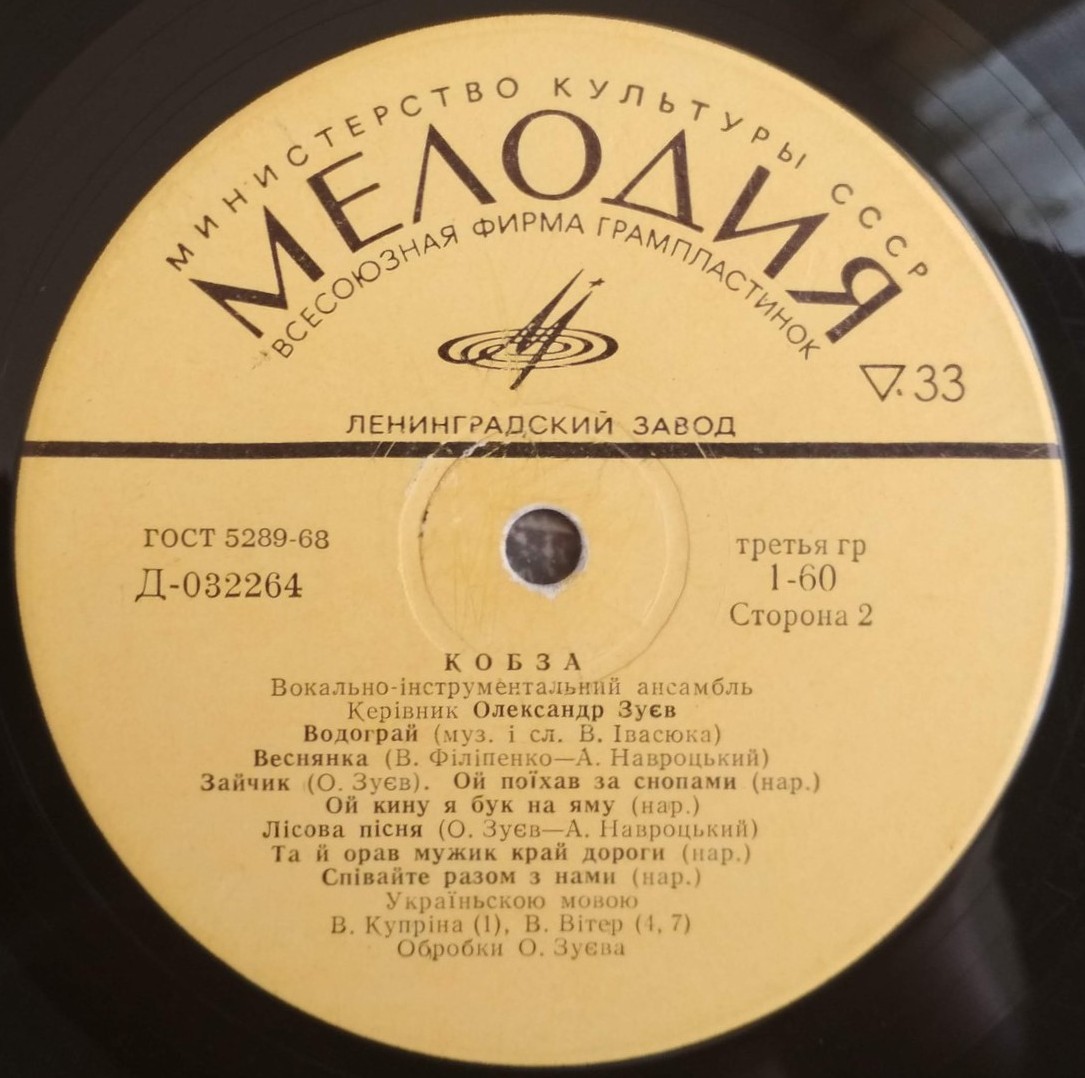 МИНИСТЕРСТВО КУЛЬТУРЫ СССР
МЕЛОДИЯ
ВСЕСОЮЗНАЯ ФИРМА ГРАМПЛАСТИНОК
33
ЛЕНИНГРАДСКИЙ ЗАВОД
ГОСТ 5289-68
Д-032264
третья гр
1-60
Сторона 2
КОБЗА
Вокально-інструментальний ансамбль
Керівник Олександр Зуєв
Водограй (муз. і сл. В. Івасюка)
Веснянка (В. Філіпенко—А. Навроцький)
Зайчик (О. Зуєв). Ой поїхав за снопами (нар.)
Ой кину я бук на яму (нар.)
Лісова пісня (О. Зуєв—А. Навроцький)
Та й орав мужик край дороги (нар.)
Співайте разом з нами (нар.)
Україньскою мовою
В. Купріна (1), В. Вітер (4, 7)
Обробки О. Зуєва